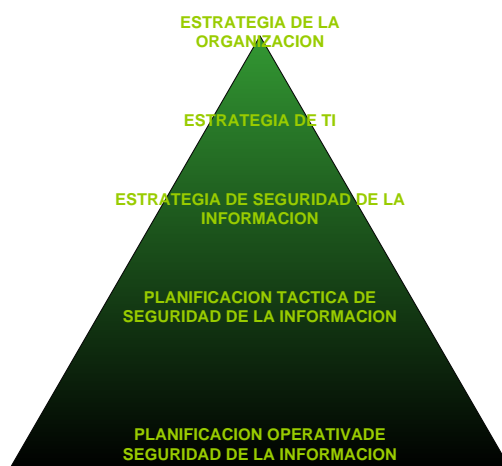 ESTRATEGIA DE LA
ORGANIZACION
ESTRATEGIA DE TI
ESTRATEGIA DE SEGURIDAD DE LA
INFORMACION
PLANIFICACION TACTICA DE
SEGURIDAD DE LA INFORMACION
PLANIFICACION OPERATIVADE
SEGURIDAD DE LA INFORMACION